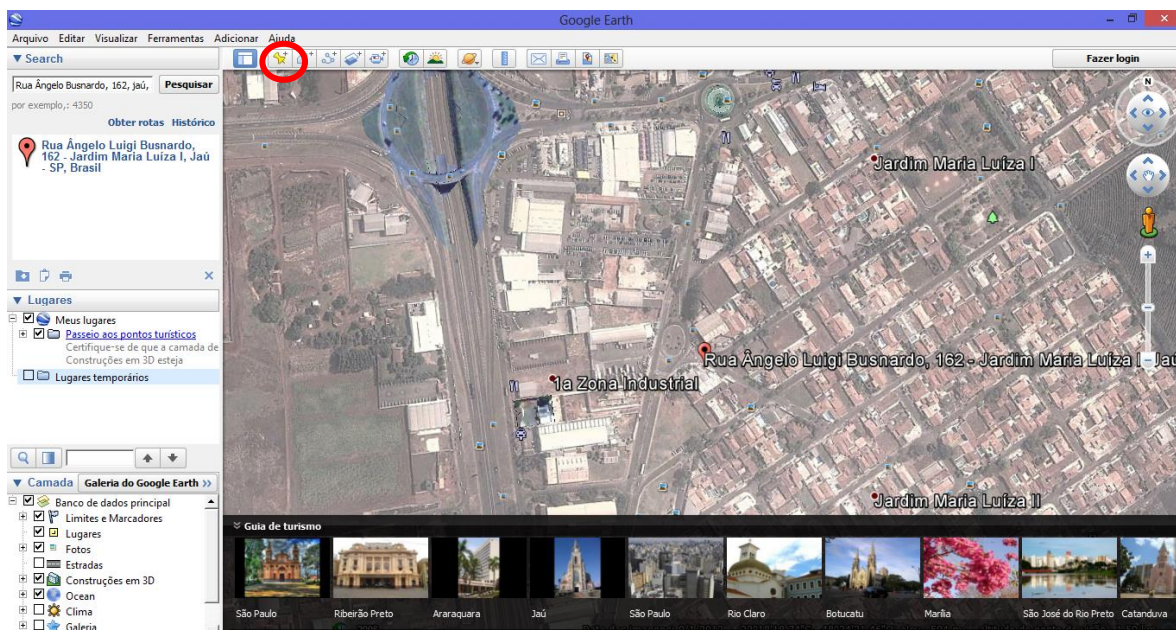 Google Earth
Arquivo Editar Visualizar Ferramentas Adicionar Ajuda
Search
Rua Ângelo Busnardo, 162, jaú,
Pesquisar
por exemplo,: 4350
Obter rotas Histórico
Rua Ângelo Luigi Busnardo,
162 - Jardim Maria Luíza I, Jaú
- SP, Brasil
Lugares
Meus lugares
Passeio aos pontos turísticos
Certifique-se de que a camada de
Construções em 3D esteja
Lugares temporários
Camada
Galeria do Google Earth >>
Banco de dados principal
Limites e Marcadores
Lugares
Fotos
Estradas
Construções em 3D
Ocean
Clima
Galeria
Fazer login
N
Jardim Maria Luíza I
Rua Ângelo Luigi Busnardo, 162 - Jardim Maria Luíza I - Jaú
1a Zona Industrial
Jardim Maria Luíza II
Guia de turismo
São Paulo
Ribeirão Preto
Araraquara
Jaú
São Paulo
Rio Claro
Botucatu
Marília
São José do Rio Preto
Catanduva